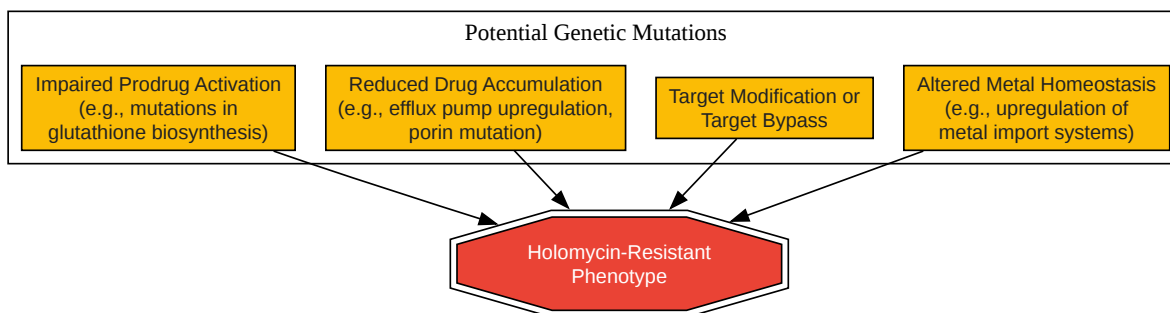 Potential Genetic Mutations
Impaired Prodrug Activation
(e.g., mutations in
glutathione biosynthesis)
Reduced Drug Accumulation
(e.g., efflux pump upregulation,
porin mutation)
Target Modification or
Target Bypass
Altered Metal Homeostasis
(e.g., upregulation of
metal import systems)
Holomycin-Resistant
Phenotype